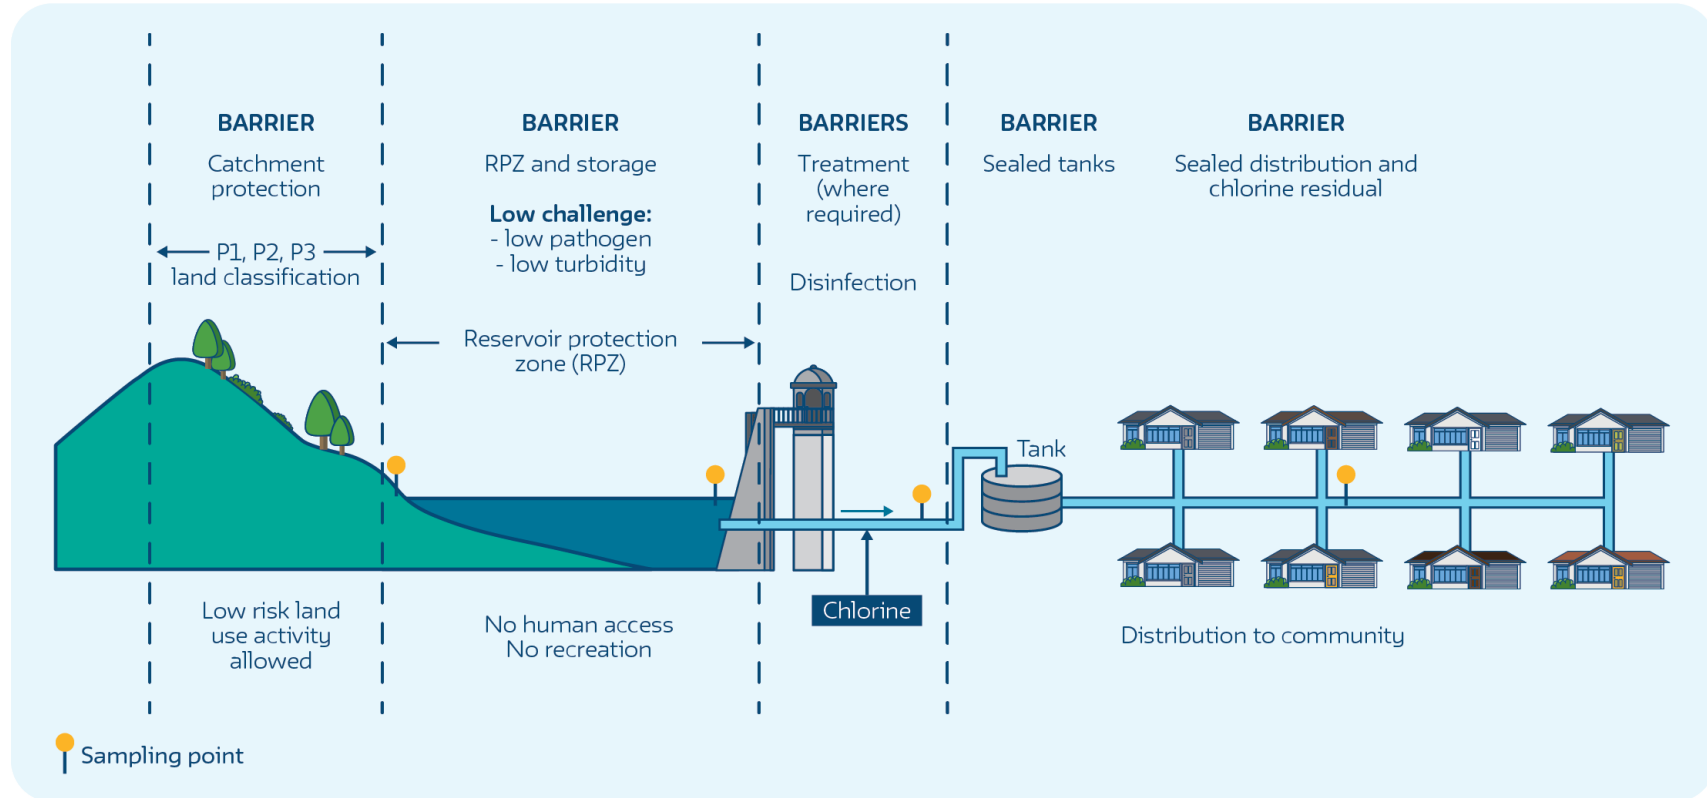 BARRIER
Catchment
protection
P1, P2, P3
land classification
Low risk land
use activity
allowed
BARRIER
RPZ and storage
Low challenge:
- low pathogen
- low turbidity
Reservoir protection
zone (RPZ)
No human access
No recreation
BARRIERS
Treatment
(where
required)
Disinfection
Chlorine
BARRIER
Sealed tanks
Tank
BARRIER
Sealed distribution and
chlorine residual
Distribution to community
Sampling point